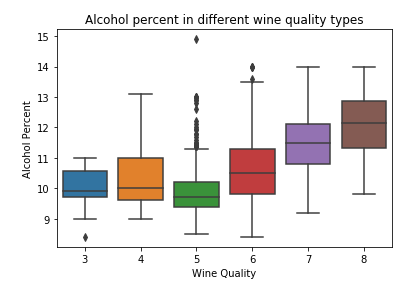 Alcohol percent in different wine quality types
15
14
13
12
11
10
9
Alcohol Percent
3 4 5 6 7 8
Wine Quality